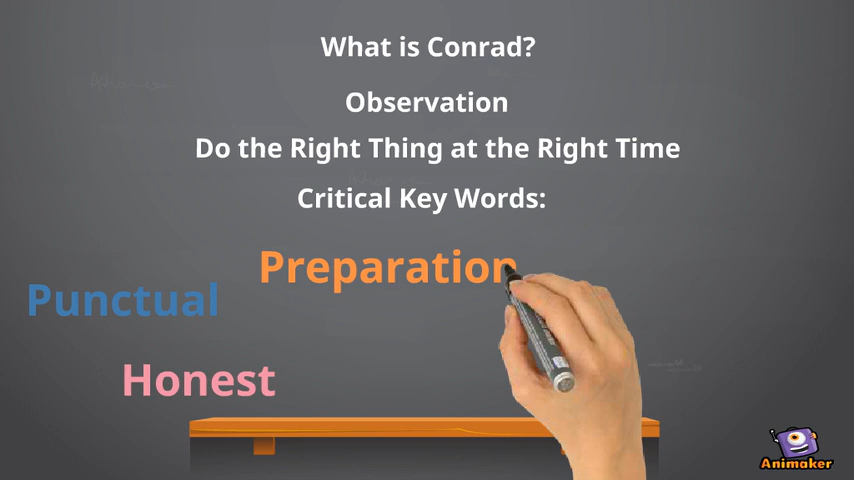 What is Conrad?
Observation
Do the Right Thing at the Right Time
Critical Key Words:
Preparation
Punctual
Honest
Animaker